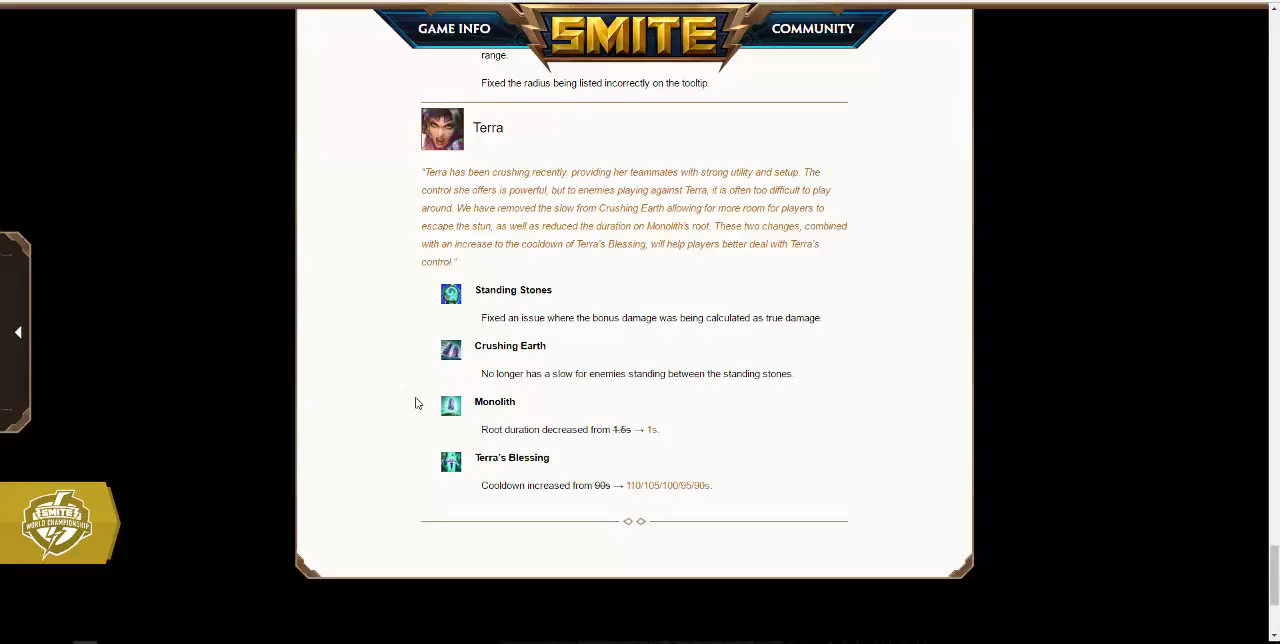 GAME INFO
SMITE
COMMUNITY
range.
Fixed the radius being listed incorrectly on the tooltip.
Terra
“Terra has been crushing recently, providing her teammates with strong utility and setup. The
control she offers is powerful, but to enemies playing against Terra, it is often too difficult to play
around. We have removed the slow from Crushing Earth allowing for more room for players to
escape the stun, as well as reduced the duration on Monolith’s root. These two changes, combined
with an increase to the cooldown of Terra’s Blessing, will help players better deal with Terra’s
control.”
Standing Stones
Fixed an issue where the bonus damage was being calculated as true damage.
Crushing Earth
No longer has a slow for enemies standing between the standing stones.
Monolith
Root duration decreased from 1.5s → 1s.
Terra’s Blessing
Cooldown increased from 90s → 110/105/100/95/90s.
SMITE
WORLD CHAMPIONSHIP